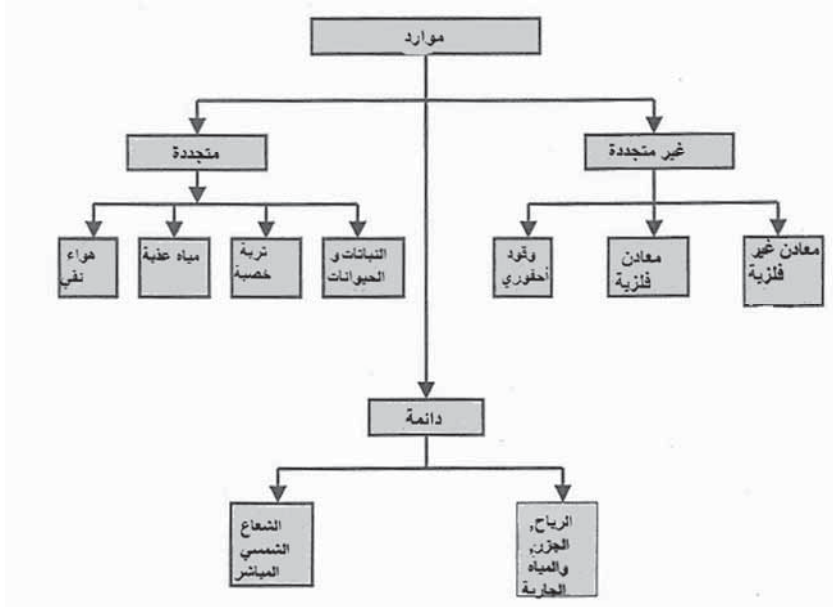 موارد
غير متجددة
متجددة
معادن غير
فلزية
معادن
فلزية
وقود
أحفوري
النباتات و
الحيوانات
تربة
خصبة
مياه عذبة
هواء
نقي
دائمة
الرياح,
الجزر,
والمياه
الجارية
الشعاع
الشمسي
المباشر